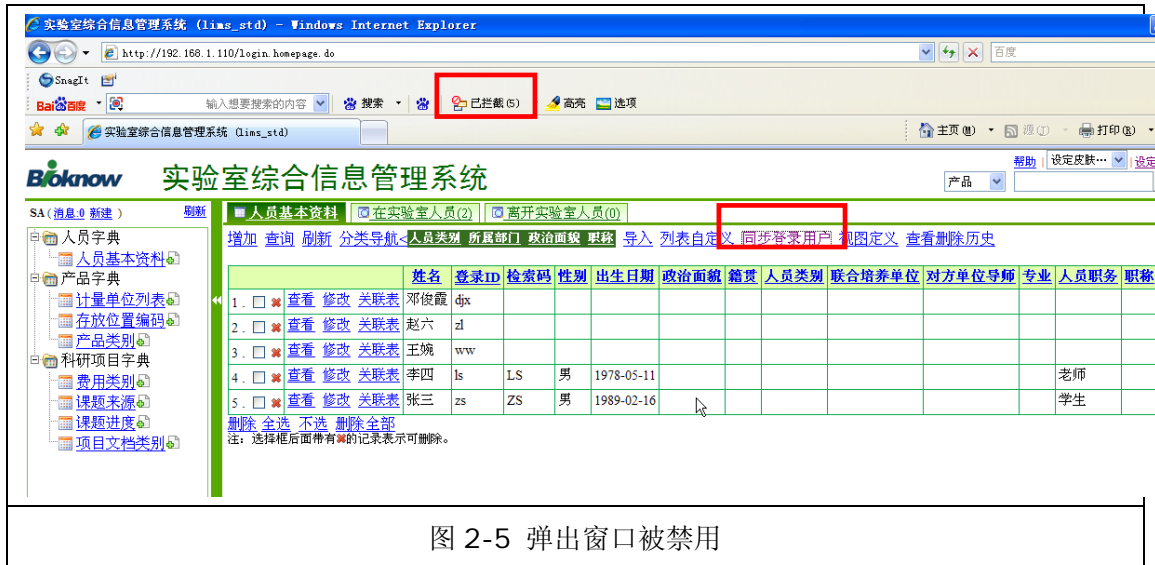 实验室综合信息管理系统 (lims_std) - Windows Internet Explorer
http://192.168.1.110/login.homepage.do 百度
SnagIt
Bai百度 输入想要搜索的内容 搜索 已拦截(5) 高亮 选项
实验室综合信息管理系统 (lims_std) 主页(M) 源(J) 打印(R)
帮助 | 设定皮肤… | 设定
Bioknow 实验室综合信息管理系统 产品
SA(消息:0 新建 ) 刷新
人员字典
人员基本资料
产品字典
计量单位列表
存放位置编码
产品类别
科研项目字典
费用类别
课题来源
课题进度
项目文档类别
人员基本资料 在实验室人员(2) 离开实验室人员(0)
增加 查询 刷新 分类导航<人员类别 所属部门 政治面貌 职称 导入 列表自定义 同步登录用户 视图定义 查看删除历史
姓名 登录ID 检索码 性别 出生日期 政治面貌 籍贯 人员类别 联合培养单位 对方单位导师 专业 人员职务 职称
1. 查看 修改 关联表 邓俊霞 djx
2. 查看 修改 关联表 赵六 zl
3. 查看 修改 关联表 王婉 ww
4. 查看 修改 关联表 李四 ls LS 男 1978-05-11 老师
5. 查看 修改 关联表 张三 zs ZS 男 1989-02-16 学生
删除 全选 不选 删除全部
注: 选择框后面带有✖的记录表示可删除。
图 2-5 弹出窗口被禁用